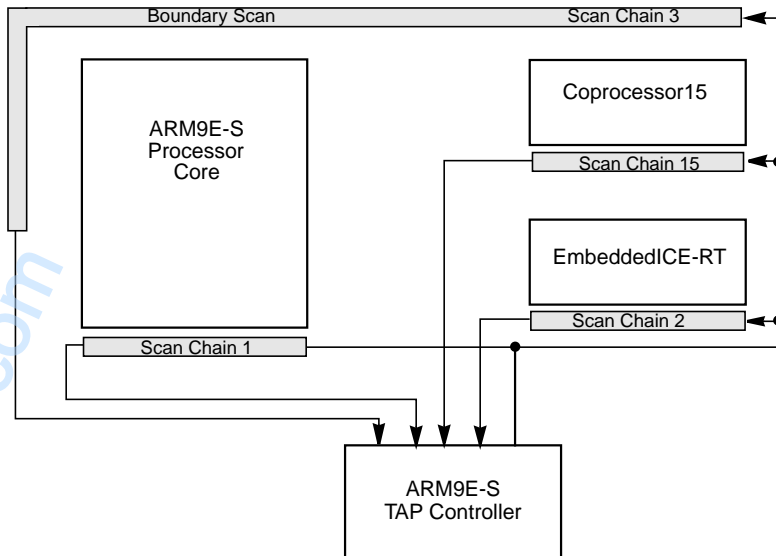 Boundary Scan
Scan Chain 3
ARM9E-S
Processor
Core
Coprocessor15
Scan Chain 15
EmbeddedICE-RT
Scan Chain 2
Scan Chain 1
ARM9E-S
TAP Controller
com